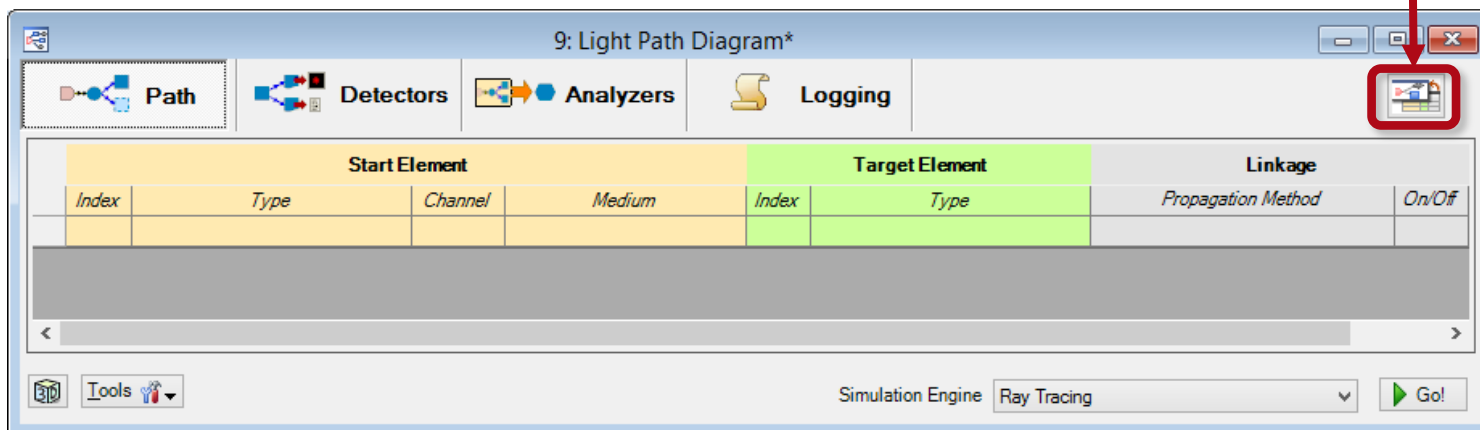 9: Light Path Diagram*
Path Detectors Analyzers Logging
Start Element Target Element Linkage
Index Type Channel Medium Index Type Propagation Method On/Off
3D Tools Simulation Engine Ray Tracing Go!